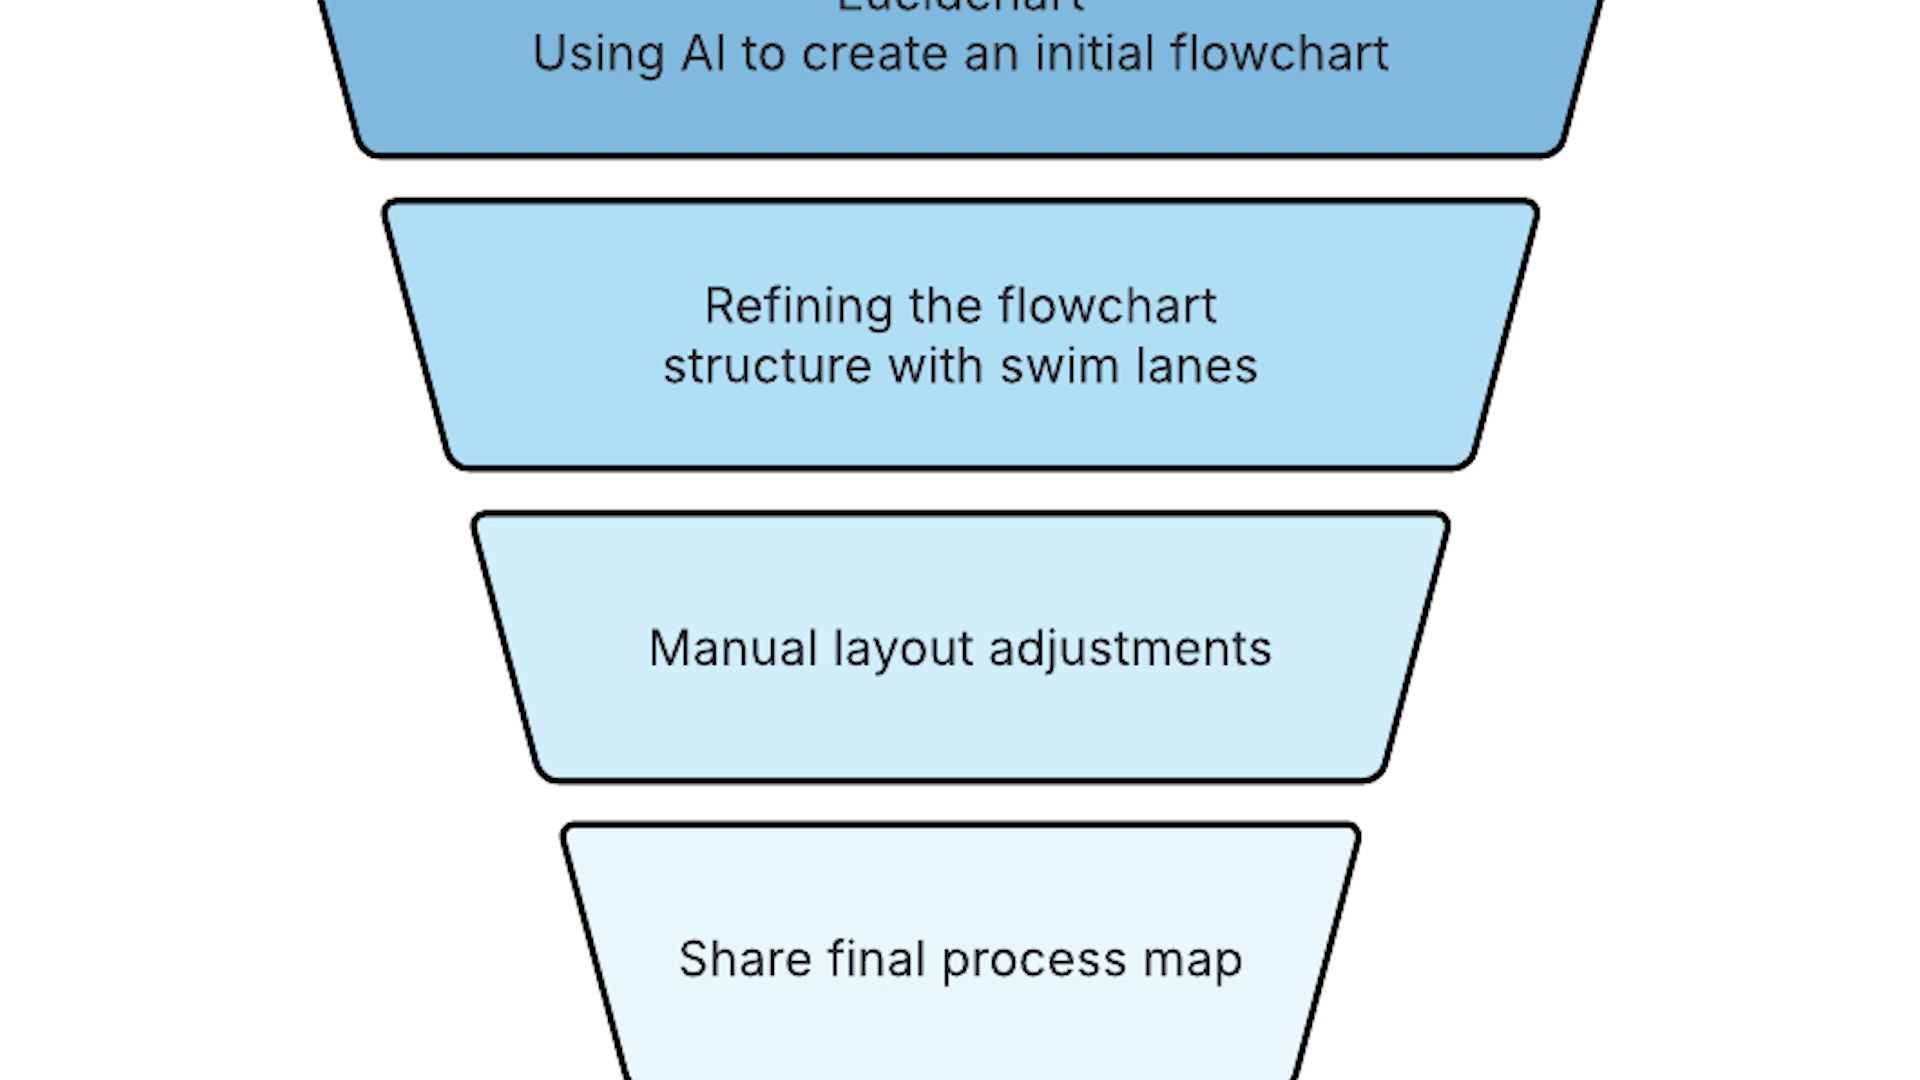 Lucidchart
Using AI to create an initial flowchart
Refining the flowchart
structure with swim lanes
Manual layout adjustments
Share final process map